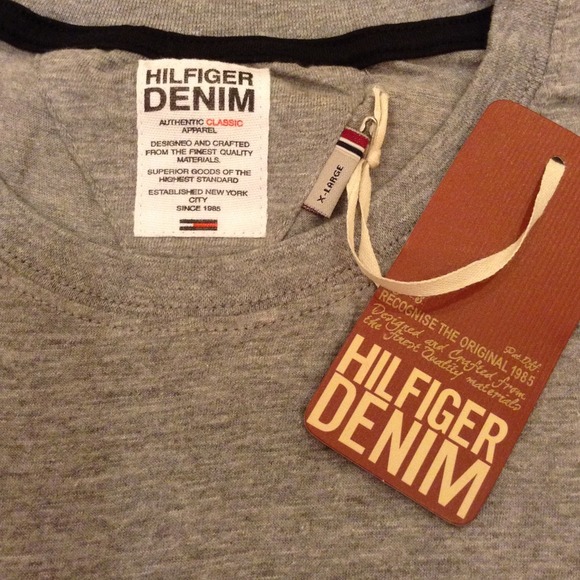 HILFIGER
DENIM
AUTHENTIC CLASSIC
APPAREL
DESIGNED AND CRAFTED
FROM THE FINEST QUALITY
MATERIALS.
SUPERIOR GOODS OF THE
HIGHEST STANDARD
ESTABLISHED NEW YORK
CITY
SINCE 1985
X-LARGE
RECOGNISE THE ORIGINAL 1985
Designed and Crafted from
the Finest Quality materials
HILFIGER
DENIM